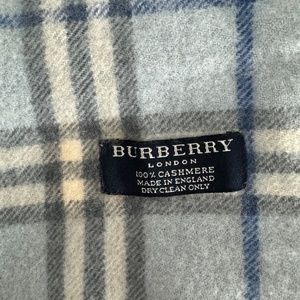 BURBERRY
LONDON
100% CASHMERE
MADE IN ENGLAND
DRY CLEAN ONLY